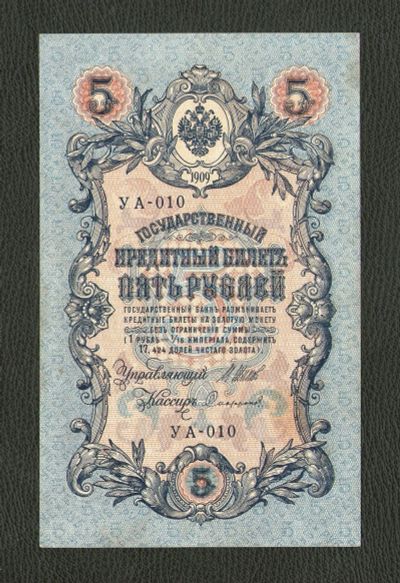 5 5
1909
УА-010
ГОСУДАРСТВЕННЫЙ
КРЕДИТНЫЙ БИЛЕТЪ
ПЯТЬ РУБЛЕЙ
ГОСУДАРСТВЕННЫЙ БАНКЪ РАЗМѢНИВАЕТЪ
КРЕДИТНЫЕ БИЛЕТЫ НА ЗОЛОТУЮ МОНЕТУ
БЕЗЪ ОГРАНИЧЕНІЯ СУММЫ
(1 РУБЛЬ = 1/15 ИМПЕРІАЛА, СОДЕРЖИТЪ
17,424 ДОЛЕЙ ЧИСТАГО ЗОЛОТА).
Управляющій
Кассиръ
УА-010
5